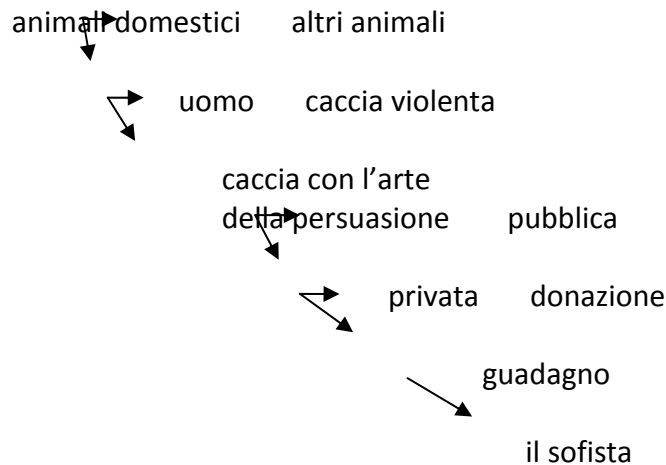 animali domestici altri animali
uomo caccia violenta
caccia con l’arte
della persuasione pubblica
privata donazione
guadagno
il sofista